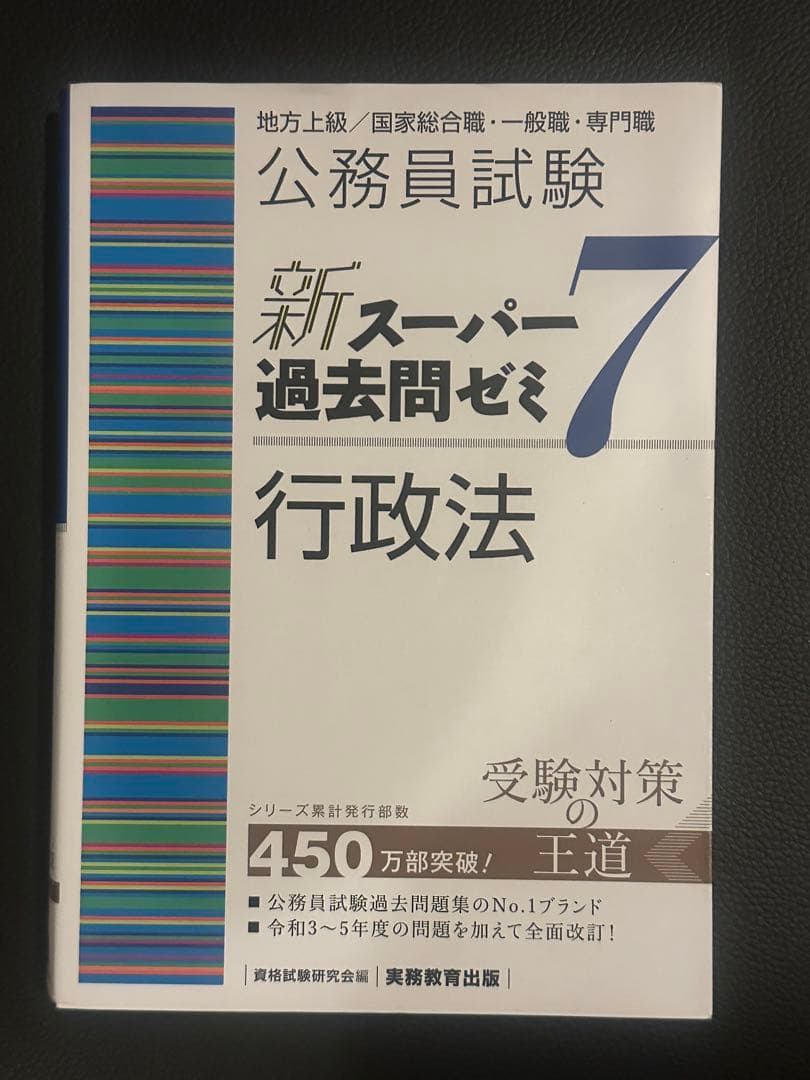 地方上級／国家総合職・一般職・専門職
公務員試験
新スーパー
過去問ゼミ7
行政法
受験対策
の
王道
シリーズ累計発行部数
450万部突破!
■ 公務員試験過去問題集のNo.1ブランド
■ 令和3〜5年度の問題を加えて全面改訂!
|資格試験研究会編|実務教育出版|